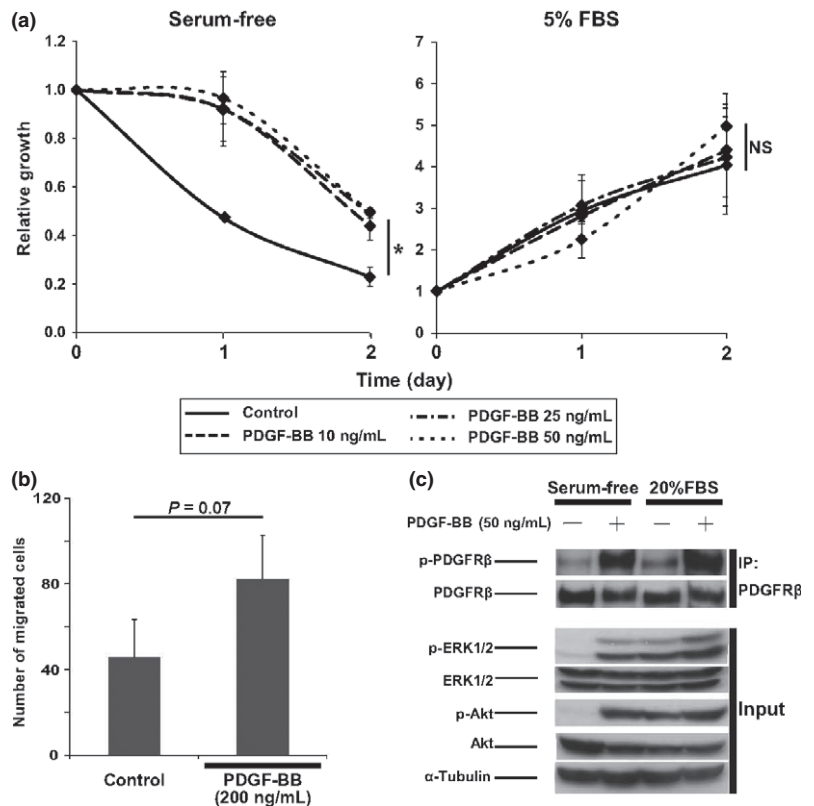 (a)
Serum-free
5% FBS
Relative growth
1.2
1.0
0.8
0.6
0.4
0.2
0.0
0
1
2
*
7
6
5
4
3
2
1
0
0
1
2
NS
Time (day)
Control
PDGF-BB 10 ng/mL
PDGF-BB 25 ng/mL
PDGF-BB 50 ng/mL
(b)
Number of migrated cells
120
80
40
0
P = 0.07
Control
PDGF-BB
(200 ng/mL)
(c)
Serum-free 20%FBS
PDGF-BB (50 ng/mL) — + — +
p-PDGFRβ
PDGFRβ
IP:
PDGFRβ
p-ERK1/2
ERK1/2
p-Akt
Akt
α-Tubulin
Input